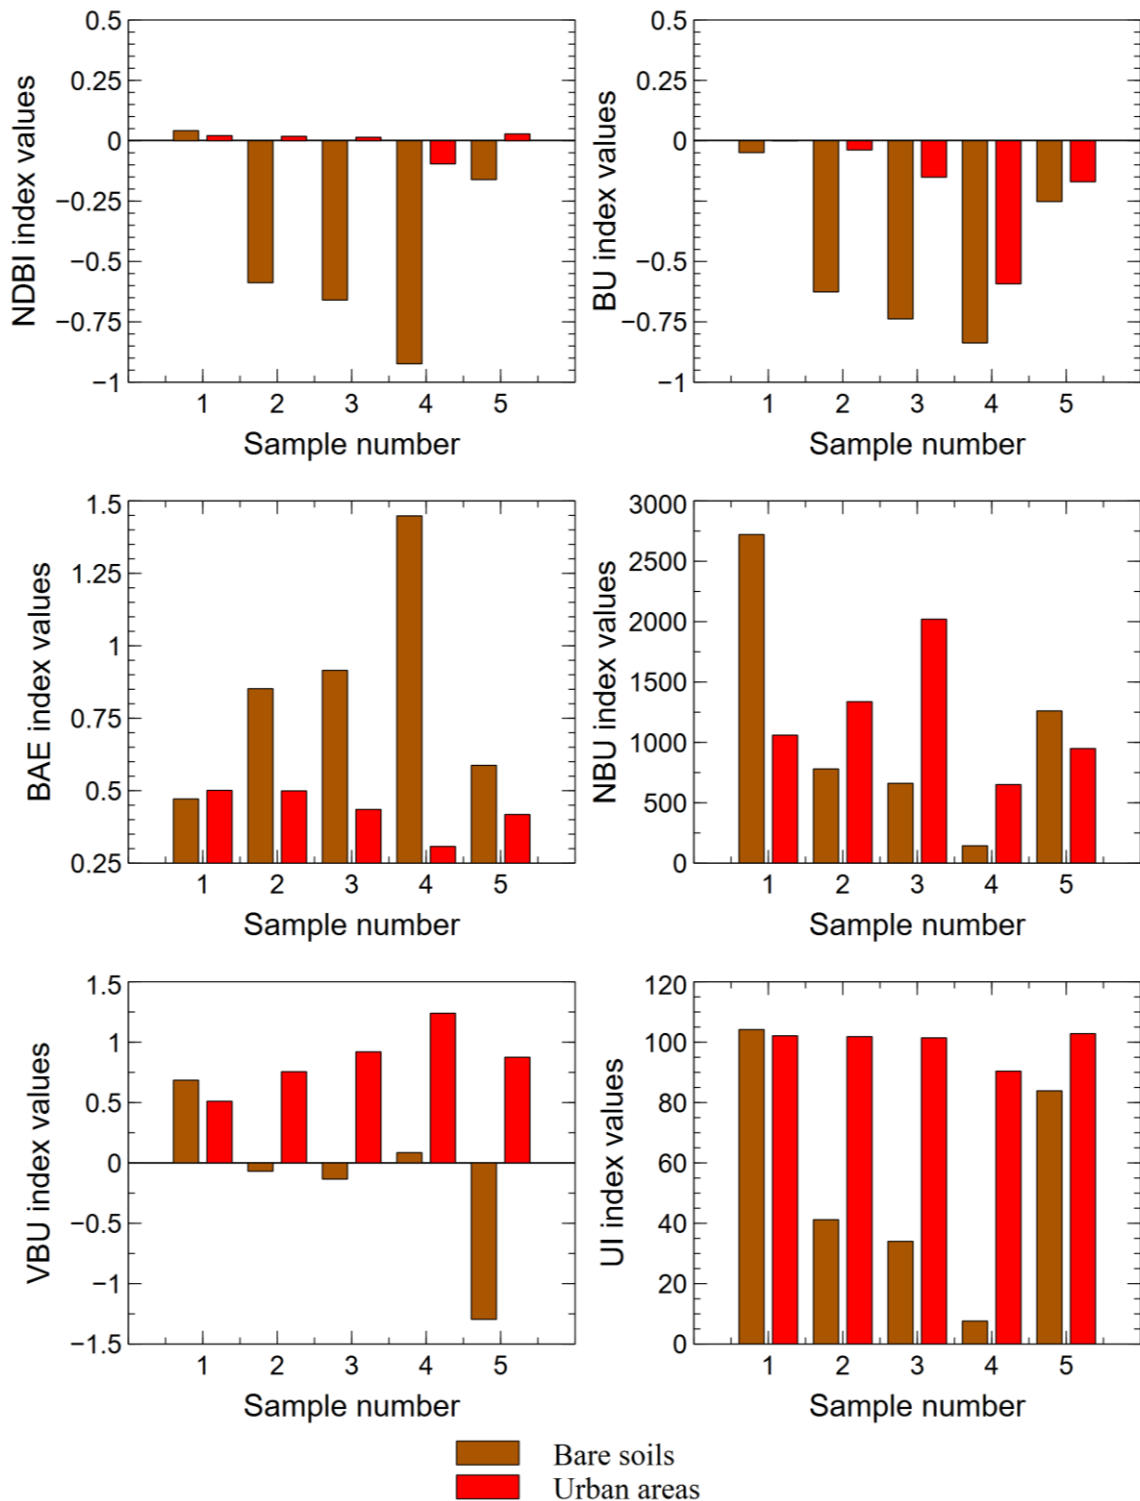 0.5
0.25
0
−0.25
−0.5
−0.75
−1
NDBI index values
1 2 3 4 5
Sample number
0.5
0.25
0
−0.25
−0.5
−0.75
−1
BU index values
1 2 3 4 5
Sample number
1.5
1.25
1
0.75
0.5
0.25
BAE index values
1 2 3 4 5
Sample number
3000
2500
2000
1500
1000
500
0
NBU index values
1 2 3 4 5
Sample number
1.5
1
0.5
0
−0.5
−1
−1.5
VBU index values
1 2 3 4 5
Sample number
120
100
80
60
40
20
0
UI index values
1 2 3 4 5
Sample number
Bare soils
Urban areas